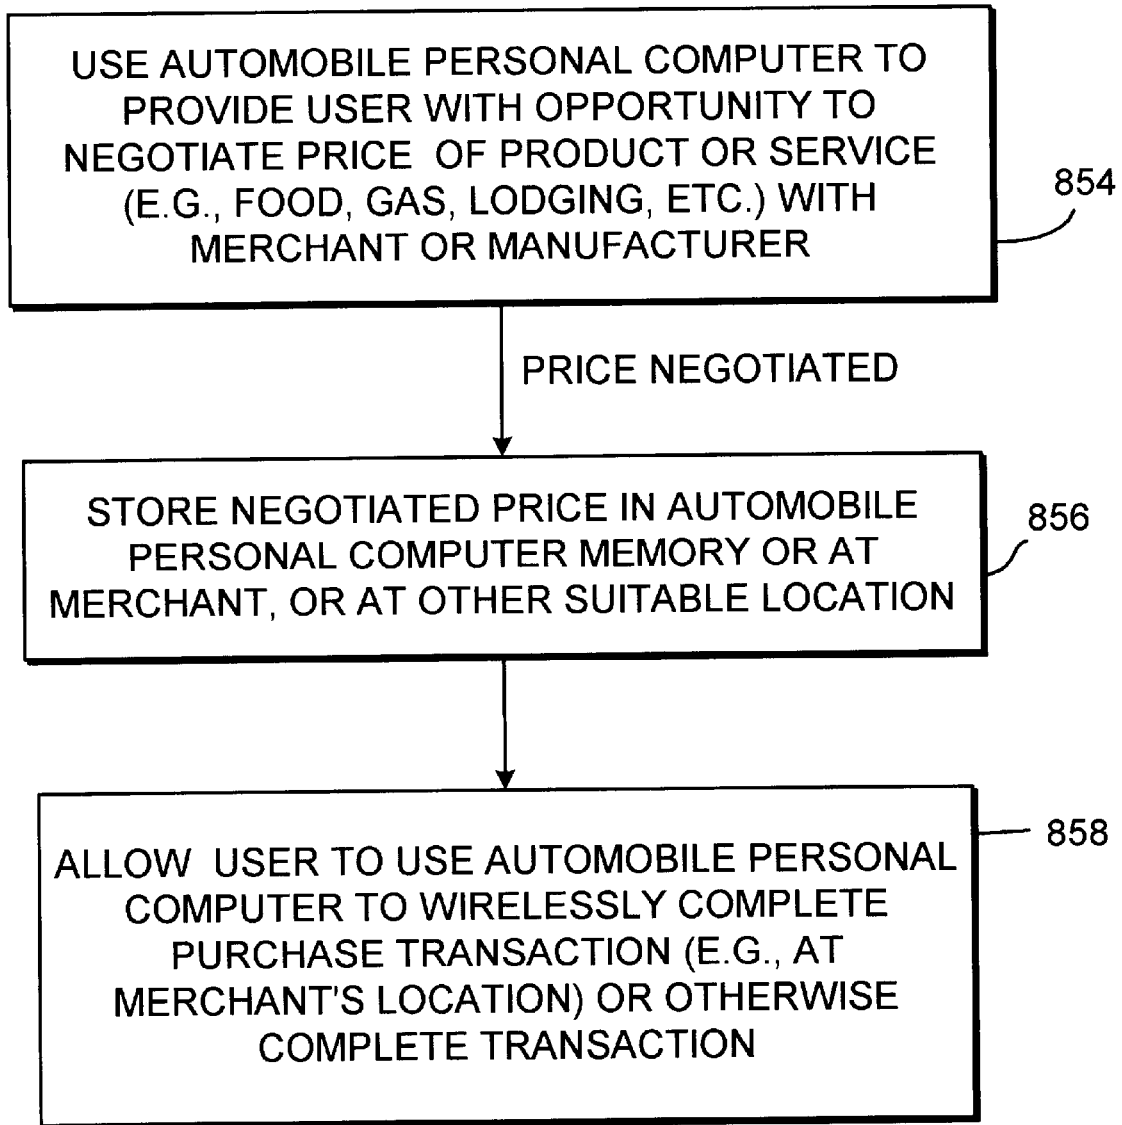 USE AUTOMOBILE PERSONAL COMPUTER TO
PROVIDE USER WITH OPPORTUNITY TO
NEGOTIATE PRICE OF PRODUCT OR SERVICE
(E.G., FOOD, GAS, LODGING, ETC.) WITH
MERCHANT OR MANUFACTURER
854
PRICE NEGOTIATED
STORE NEGOTIATED PRICE IN AUTOMOBILE
PERSONAL COMPUTER MEMORY OR AT
MERCHANT, OR AT OTHER SUITABLE LOCATION
856
ALLOW USER TO USE AUTOMOBILE PERSONAL
COMPUTER TO WIRELESSLY COMPLETE
PURCHASE TRANSACTION (E.G., AT
MERCHANT'S LOCATION) OR OTHERWISE
COMPLETE TRANSACTION
858